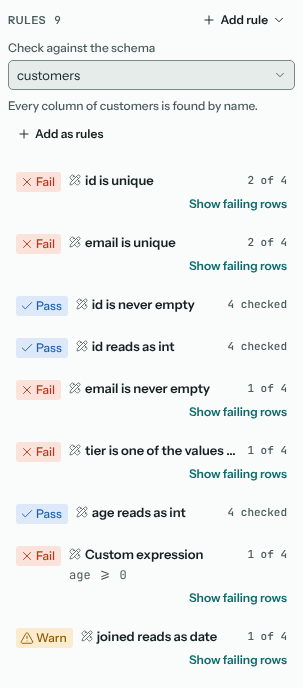 RULES 9
Add rule
Check against the schema
customers
Every column of customers is found by name.
Add as rules
Fail id is unique 2 of 4
Show failing rows
Fail email is unique 2 of 4
Show failing rows
Pass id is never empty 4 checked
Pass id reads as int 4 checked
Fail email is never empty 1 of 4
Show failing rows
Fail tier is one of the values … 1 of 4
Show failing rows
Pass age reads as int 4 checked
Fail Custom expression 1 of 4
age ≥ 0
Show failing rows
Warn joined reads as date 1 of 4
Show failing rows